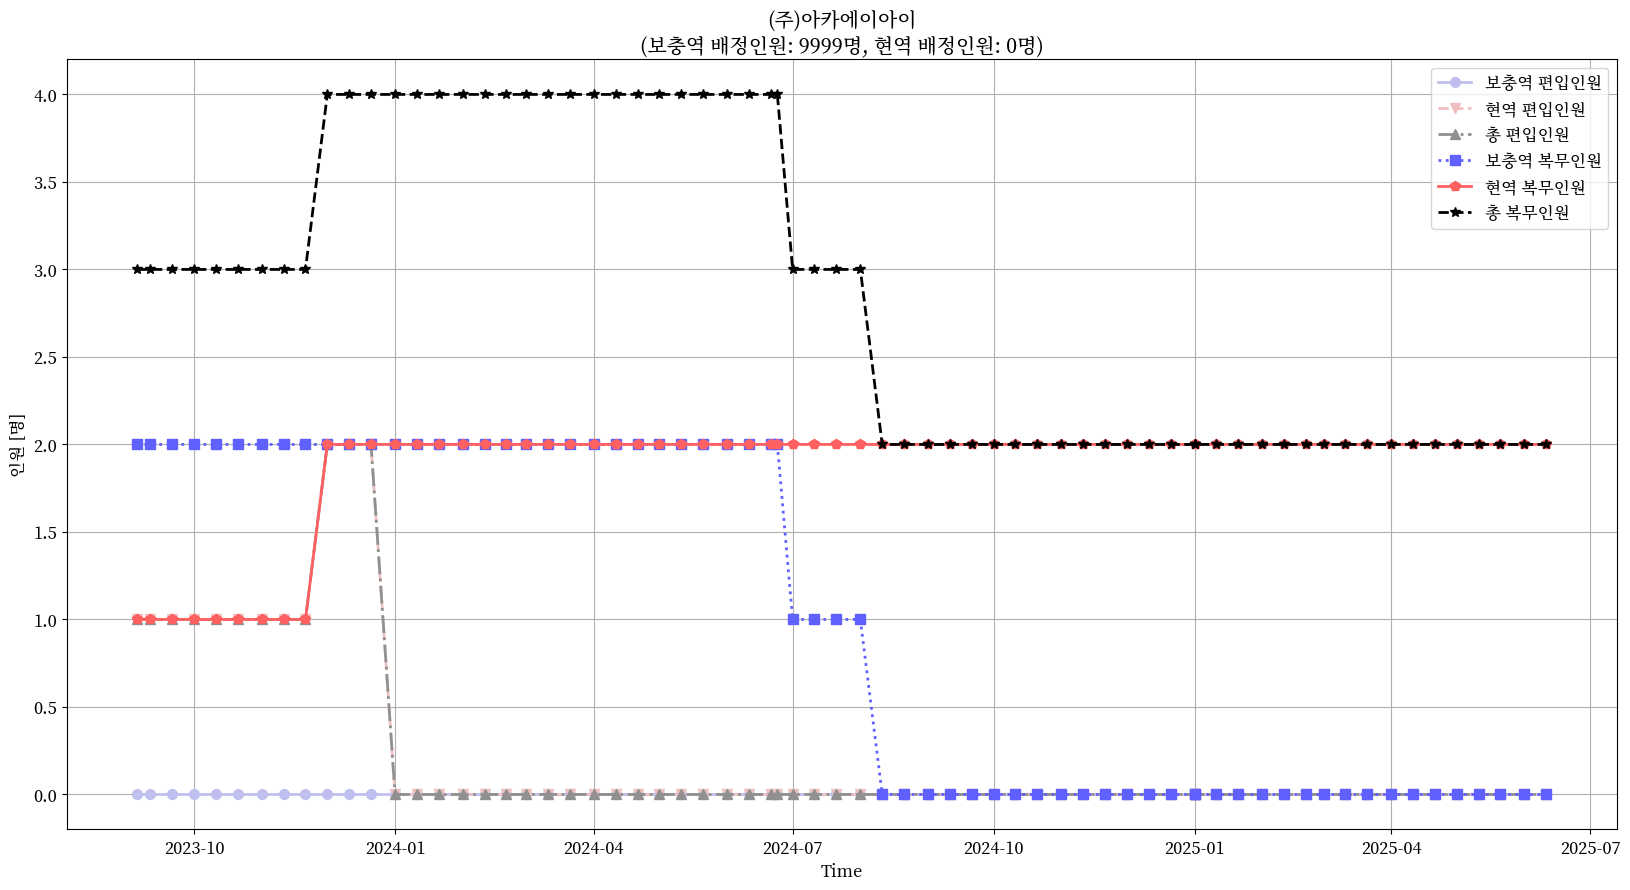 (주)아카에이아이
(보충역 배정인원: 9999명, 현역 배정인원: 0명)
보충역 편입인원
현역 편입인원
총 편입인원
보충역 복무인원
현역 복무인원
총 복무인원
인원 [명]
4.0
3.5
3.0
2.5
2.0
1.5
1.0
0.5
0.0
2023-10
2024-01
2024-04
2024-07
2024-10
2025-01
2025-04
2025-07
Time